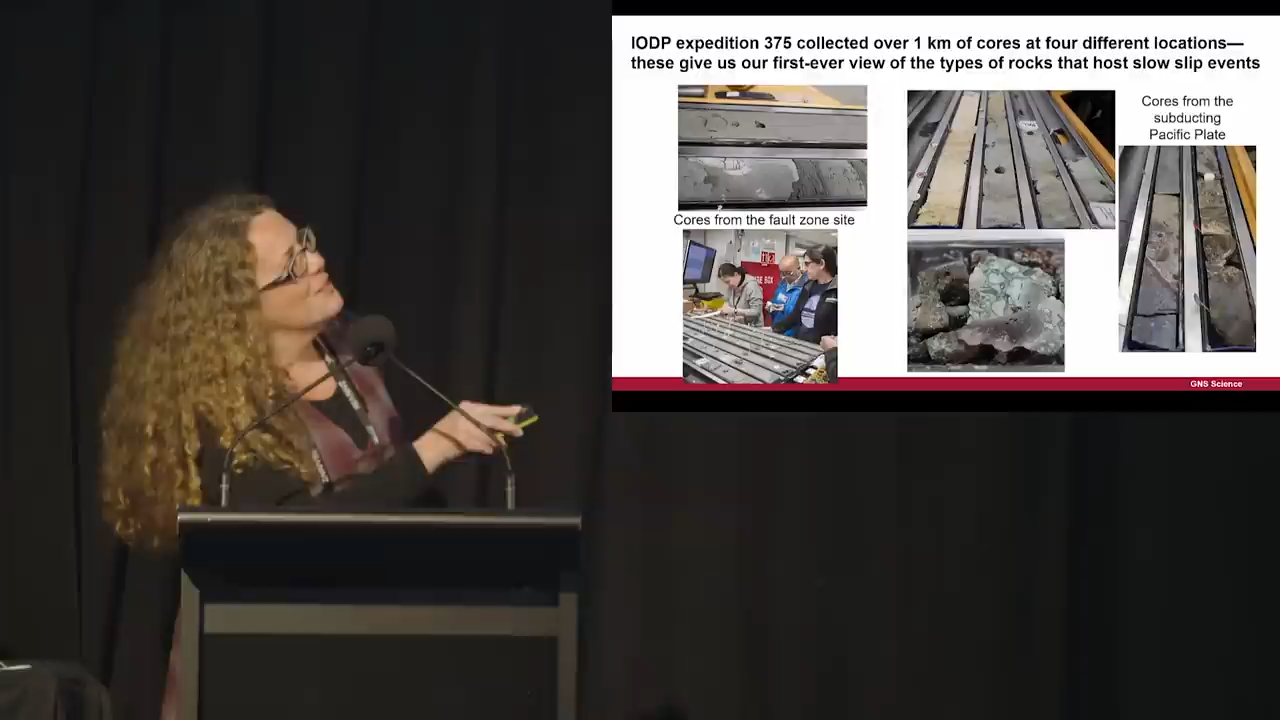 IODP expedition 375 collected over 1 km of cores at four different locations—
these give us our first-ever view of the types of rocks that host slow slip events
Cores from the
subducting
Pacific Plate
Cores from the fault zone site
GNS Science